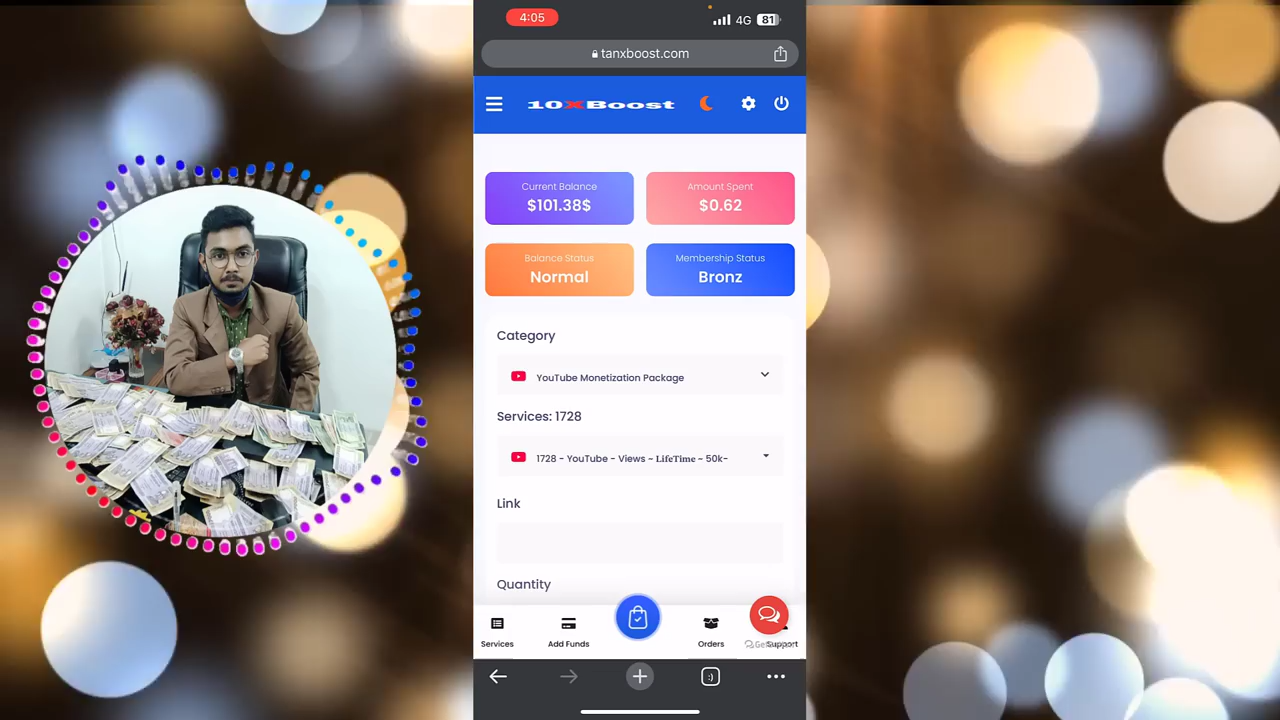 4:05
4G 81
tanxboost.com
10XBoost
Current Balance
$101.38$
Amount Spent
$0.62
Balance Status
Normal
Membership Status
Bronz
Category
YouTube Monetization Package
Services: 1728
1728 - YouTube - Views ~ LifeTime ~ 50k-
Link
Quantity
Services
Add Funds
Orders
Support
:)